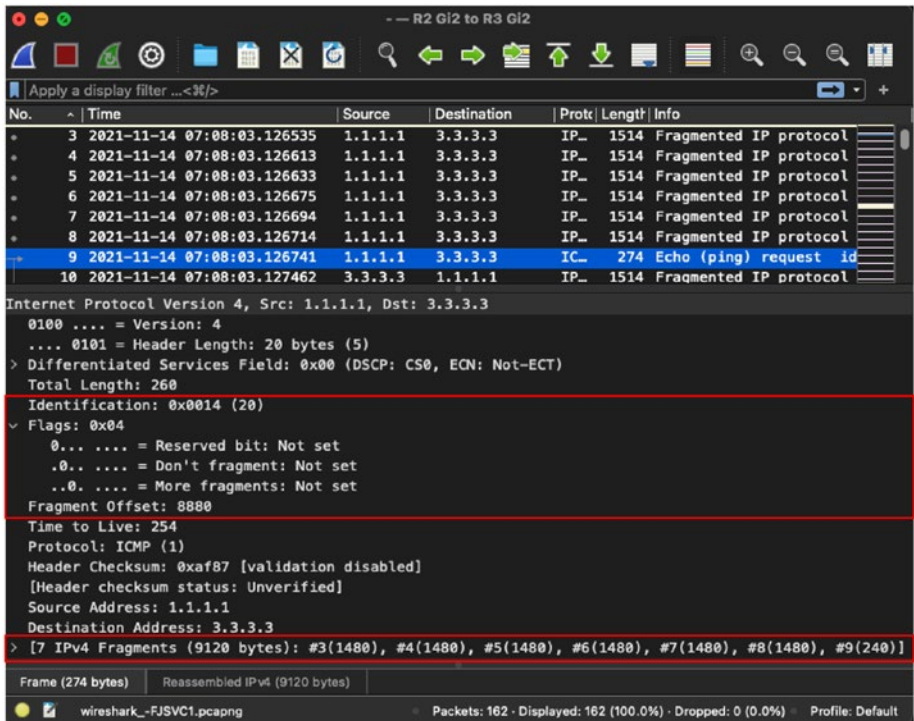 - — R2 Gi2 to R3 Gi2
Apply a display filter ...<⌘/>
No. Time Source Destination Protc Length Info
3 2021-11-14 07:08:03.126535 1.1.1.1 3.3.3.3 IP… 1514 Fragmented IP protocol
4 2021-11-14 07:08:03.126613 1.1.1.1 3.3.3.3 IP… 1514 Fragmented IP protocol
5 2021-11-14 07:08:03.126633 1.1.1.1 3.3.3.3 IP… 1514 Fragmented IP protocol
6 2021-11-14 07:08:03.126675 1.1.1.1 3.3.3.3 IP… 1514 Fragmented IP protocol
7 2021-11-14 07:08:03.126694 1.1.1.1 3.3.3.3 IP… 1514 Fragmented IP protocol
8 2021-11-14 07:08:03.126714 1.1.1.1 3.3.3.3 IP… 1514 Fragmented IP protocol
9 2021-11-14 07:08:03.126741 1.1.1.1 3.3.3.3 IC… 274 Echo (ping) request id
10 2021-11-14 07:08:03.127462 3.3.3.3 1.1.1.1 IP… 1514 Fragmented IP protocol
Internet Protocol Version 4, Src: 1.1.1.1, Dst: 3.3.3.3
0100 .... = Version: 4
.... 0101 = Header Length: 20 bytes (5)
> Differentiated Services Field: 0x00 (DSCP: CS0, ECN: Not-ECT)
Total Length: 260
Identification: 0x0014 (20)
Flags: 0x04
0... .... = Reserved bit: Not set
.0.. .... = Don't fragment: Not set
..0. .... = More fragments: Not set
Fragment Offset: 8880
Time to Live: 254
Protocol: ICMP (1)
Header Checksum: 0xaf87 [validation disabled]
[Header checksum status: Unverified]
Source Address: 1.1.1.1
Destination Address: 3.3.3.3
> [7 IPv4 Fragments (9120 bytes): #3(1480), #4(1480), #5(1480), #6(1480), #7(1480), #8(1480), #9(240)]
Frame (274 bytes) Reassembled IPv4 (9120 bytes)
wireshark_-FJSVC1.pcapng Packets: 162 · Displayed: 162 (100.0%) · Dropped: 0 (0.0%) Profile: Default